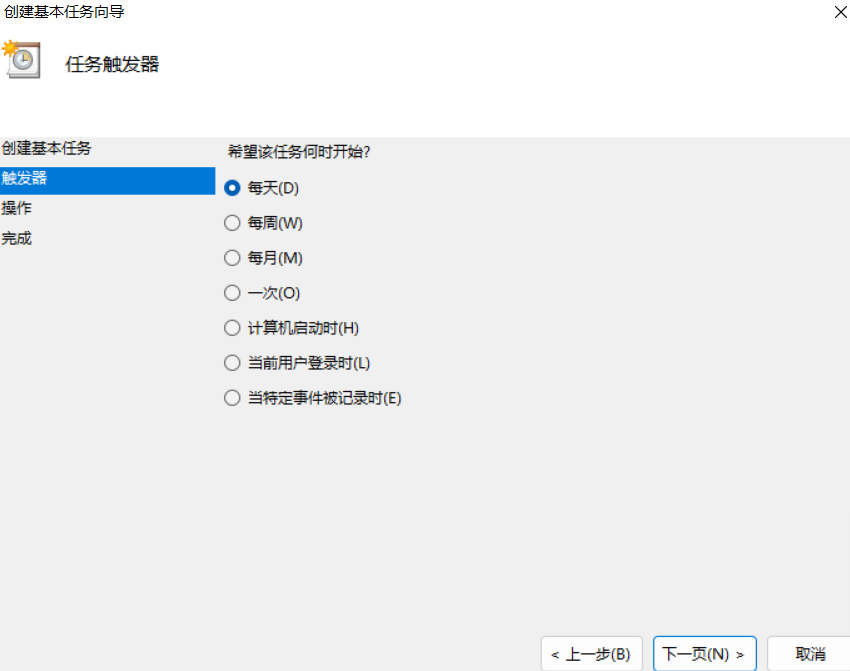 创建基本任务向导
任务触发器
创建基本任务
触发器
操作
完成
希望该任务何时开始?
每天(D)
每周(W)
每月(M)
一次(O)
计算机启动时(H)
当前用户登录时(L)
当特定事件被记录时(E)
< 上一步(B)
下一页(N) >
取消